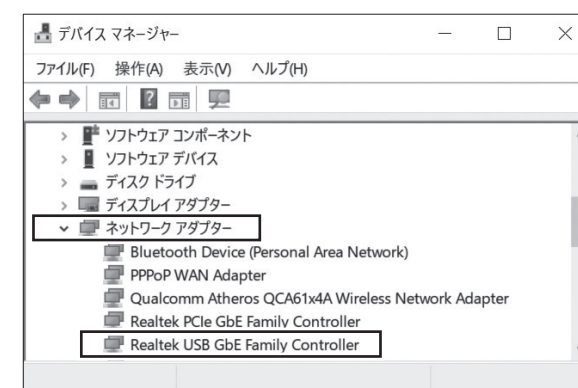 デバイス マネージャー
ファイル(F) 操作(A) 表示(V) ヘルプ(H)
ソフトウェア コンポーネント
ソフトウェア デバイス
ディスク ドライブ
ディスプレイ アダプター
ネットワーク アダプター
Bluetooth Device (Personal Area Network)
PPPoP WAN Adapter
Qualcomm Atheros QCA61x4A Wireless Network Adapter
Realtek PCIe GbE Family Controller
Realtek USB GbE Family Controller